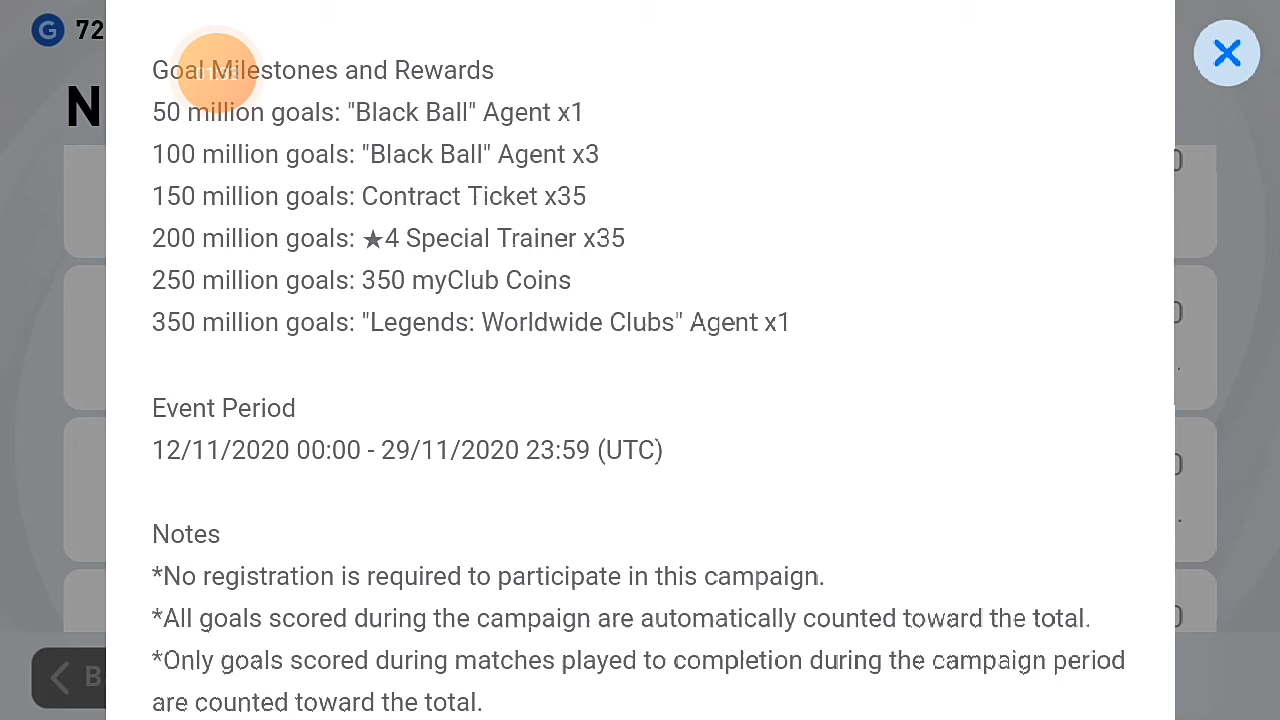 G 72
N
Goal Milestones and Rewards
50 million goals: "Black Ball" Agent x1
100 million goals: "Black Ball" Agent x3
150 million goals: Contract Ticket x35
200 million goals: ★4 Special Trainer x35
250 million goals: 350 myClub Coins
350 million goals: "Legends: Worldwide Clubs" Agent x1
Event Period
12/11/2020 00:00 - 29/11/2020 23:59 (UTC)
Notes
*No registration is required to participate in this campaign.
*All goals scored during the campaign are automatically counted toward the total.
*Only goals scored during matches played to completion during the campaign period
are counted toward the total.
B